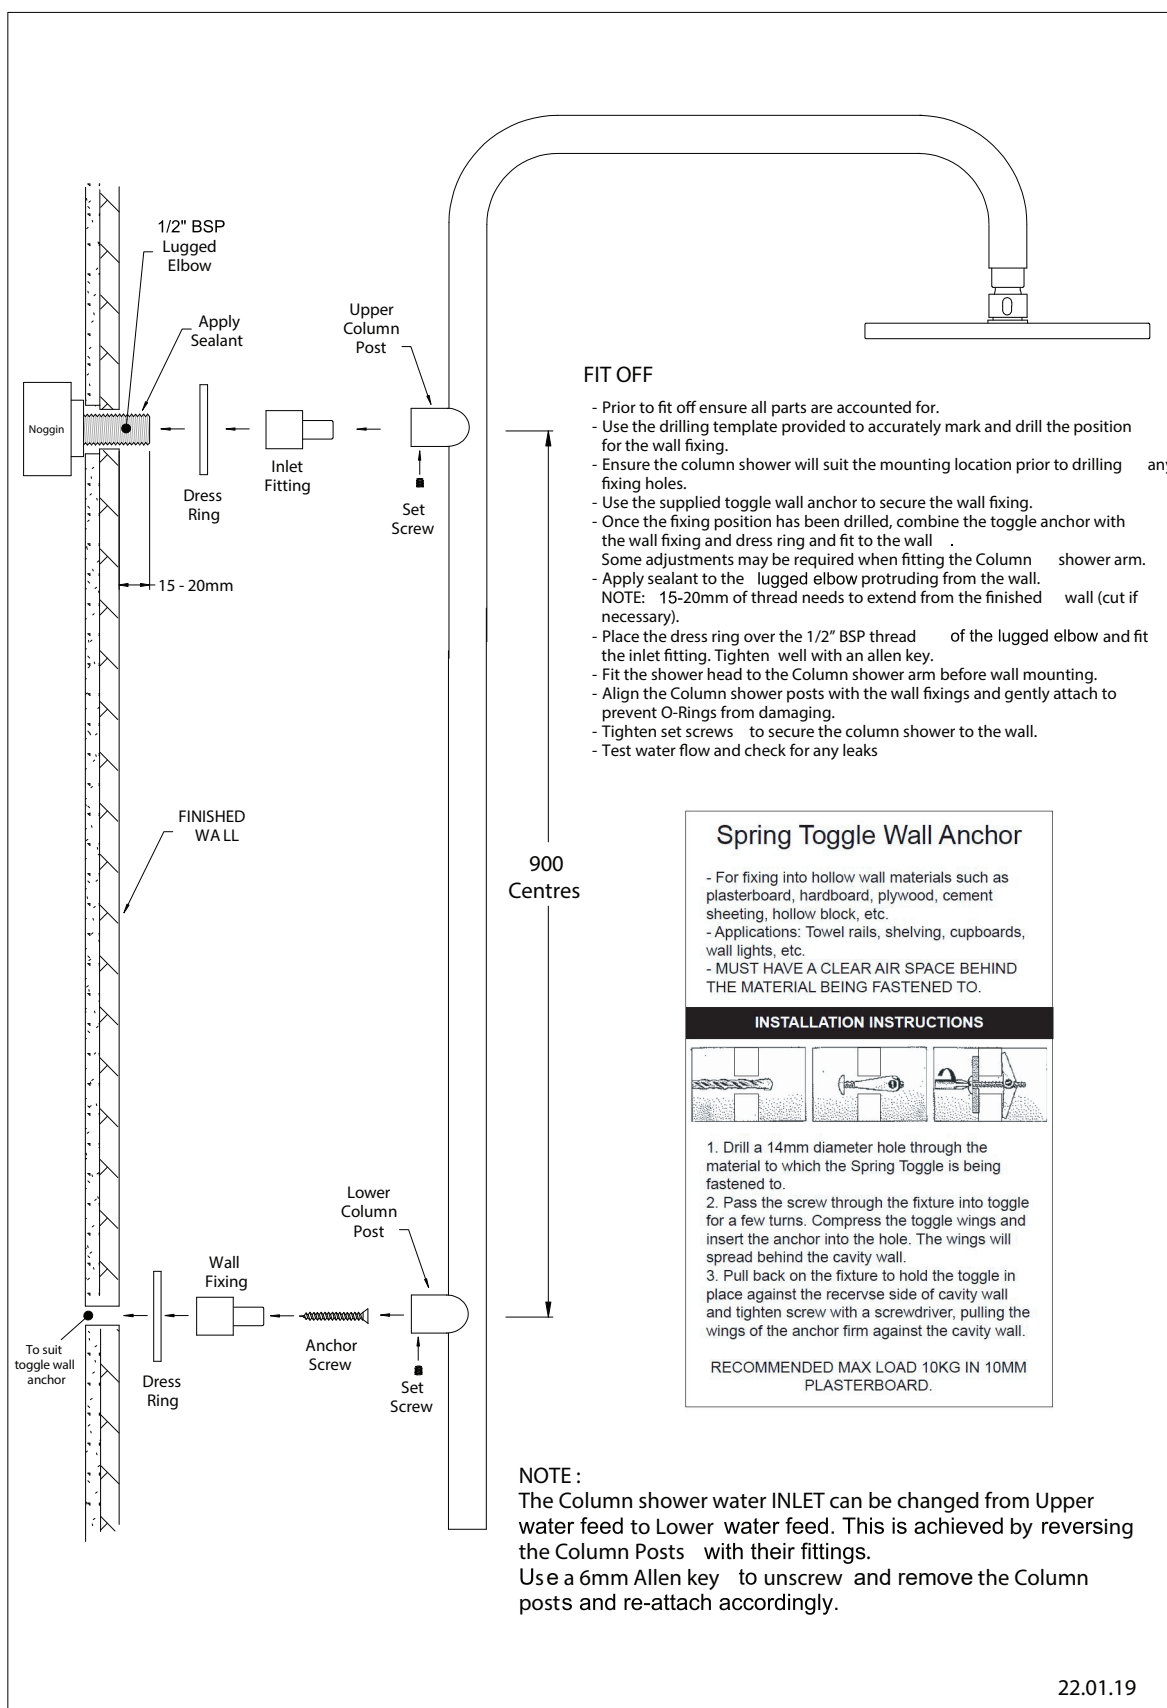 1/2" BSP
Lugged
Elbow
Apply
Sealant
Upper
Column
Post
Noggin
Inlet
Fitting
Dress
Ring
Set
Screw
15 - 20mm
FINISHED
WALL
900
Centres
Lower
Column
Post
Wall
Fixing
Anchor
Screw
To suit
toggle wall
anchor
Dress
Ring
Set
Screw
FIT OFF
- Prior to fit off ensure all parts are accounted for.
- Use the drilling template provided to accurately mark and drill the position
for the wall fixing.
- Ensure the column shower will suit the mounting location prior to drilling any
fixing holes.
- Use the supplied toggle wall anchor to secure the wall fixing.
- Once the fixing position has been drilled, combine the toggle anchor with
the wall fixing and dress ring and fit to the wall .
Some adjustments may be required when fitting the Column shower arm.
- Apply sealant to the lugged elbow protruding from the wall.
NOTE: 15-20mm of thread needs to extend from the finished wall (cut if
necessary).
- Place the dress ring over the 1/2” BSP thread of the lugged elbow and fit
the inlet fitting. Tighten well with an allen key.
- Fit the shower head to the Column shower arm before wall mounting.
- Align the Column shower posts with the wall fixings and gently attach to
prevent O-Rings from damaging.
- Tighten set screws to secure the column shower to the wall.
- Test water flow and check for any leaks
Spring Toggle Wall Anchor
- For fixing into hollow wall materials such as
plasterboard, hardboard, plywood, cement
sheeting, hollow block, etc.
- Applications: Towel rails, shelving, cupboards,
wall lights, etc.
- MUST HAVE A CLEAR AIR SPACE BEHIND
THE MATERIAL BEING FASTENED TO.
INSTALLATION INSTRUCTIONS
1. Drill a 14mm diameter hole through the
material to which the Spring Toggle is being
fastened to.
2. Pass the screw through the fixture into toggle
for a few turns. Compress the toggle wings and
insert the anchor into the hole. The wings will
spread behind the cavity wall.
3. Pull back on the fixture to hold the toggle in
place against the recervse side of cavity wall
and tighten screw with a screwdriver, pulling the
wings of the anchor firm against the cavity wall.
RECOMMENDED MAX LOAD 10KG IN 10MM
PLASTERBOARD.
NOTE :
The Column shower water INLET can be changed from Upper
water feed to Lower water feed. This is achieved by reversing
the Column Posts with their fittings.
Use a 6mm Allen key to unscrew and remove the Column
posts and re-attach accordingly.
22.01.19